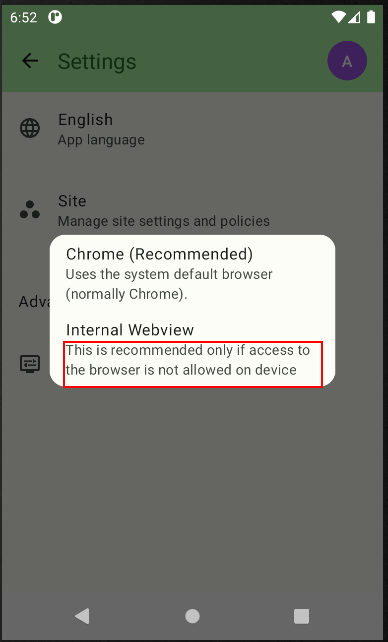 6:52
Settings
A
English
App language
Site
Manage site settings and policies
Chrome (Recommended)
Uses the system default browser
(normally Chrome).
Adva
Internal Webview
This is recommended only if access to
the browser is not allowed on device